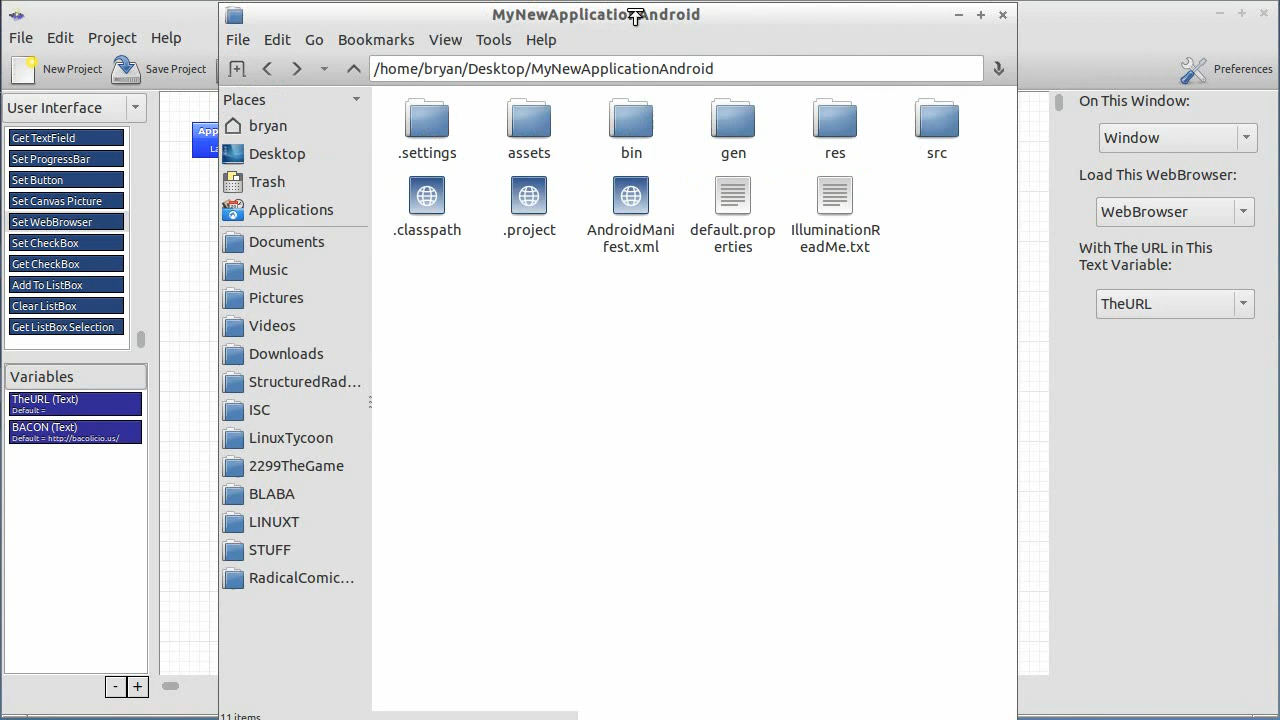 MyNewApplicationAndroid
File Edit Project Help
File Edit Go Bookmarks View Tools Help
New Project
Save Project
/home/bryan/Desktop/MyNewApplicationAndroid
Preferences
User Interface
Get TextField
Set ProgressBar
Set Button
Set Canvas Picture
Set WebBrowser
Set CheckBox
Get CheckBox
Add To ListBox
Clear ListBox
Get ListBox Selection
Variables
TheURL (Text)
Default =
BACON (Text)
Default = http://bacolicio.us/
- +
Places
bryan
Desktop
Trash
Applications
Documents
Music
Pictures
Videos
Downloads
StructuredRad...
ISC
LinuxTycoon
2299TheGame
BLABA
LINUXT
STUFF
RadicalComic...
.settings
assets
bin
gen
res
src
.classpath
.project
AndroidMani
fest.xml
default.prop
erties
IlluminationR
eadMe.txt
11 items
On This Window:
Window
Load This WebBrowser:
WebBrowser
With The URL in This
Text Variable:
TheURL